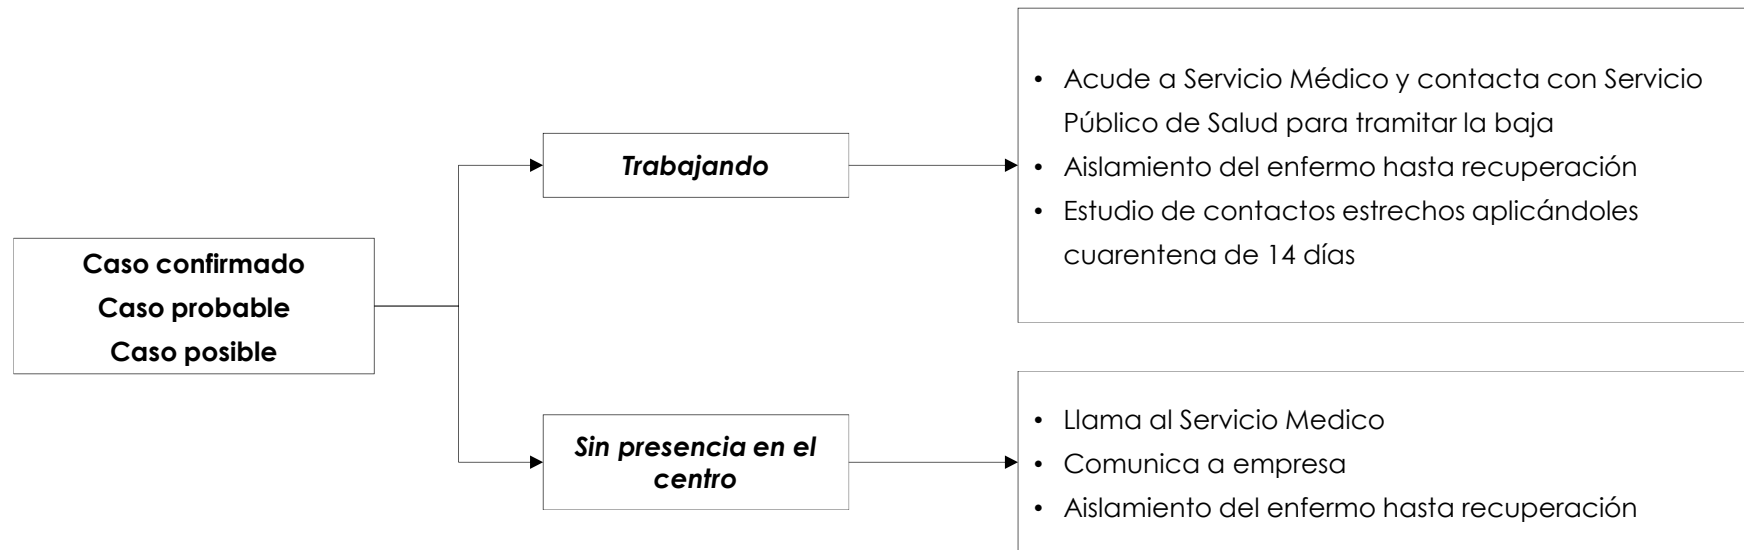 Caso confirmado
Caso probable
Caso posible
Trabajando
• Acude a Servicio Médico y contacta con Servicio
Público de Salud para tramitar la baja
• Aislamiento del enfermo hasta recuperación
• Estudio de contactos estrechos aplicándoles
cuarentena de 14 días
Sin presencia en el
centro
• Llama al Servicio Medico
• Comunica a empresa
• Aislamiento del enfermo hasta recuperación